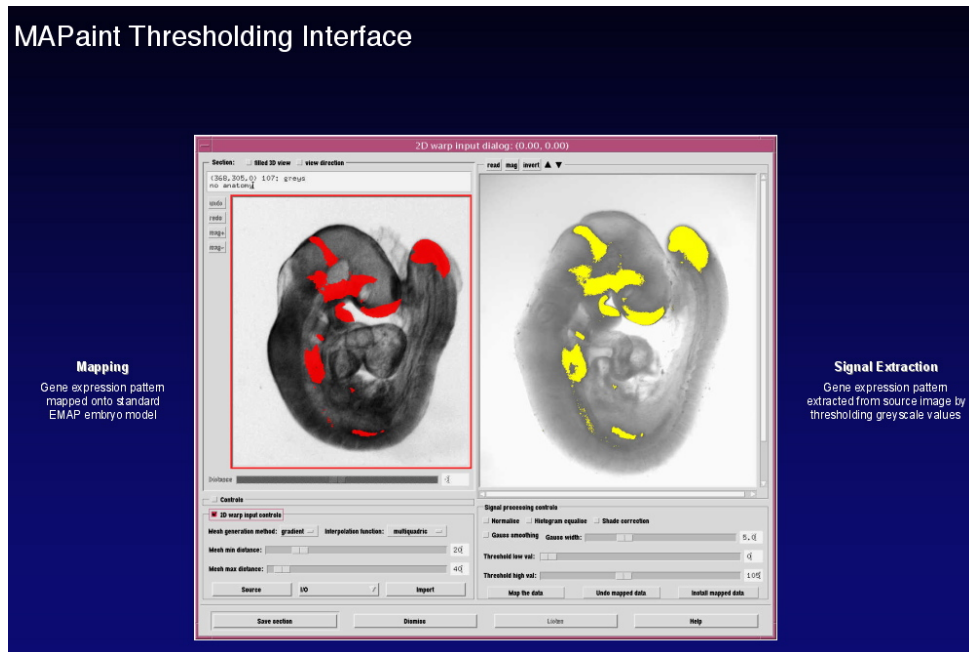 MAPaint Thresholding Interface
2D warp input dialog: (0.00, 0.00)
Section: filled 3D view view direction
read mag invert
(368,305,0) 107: greys
no anatomy
undo
redo
mag+
mag-
Mapping
Gene expression pattern
mapped onto standard
EMAP embryo model
Signal Extraction
Gene expression pattern
extracted from source image by
thresholding greyscale values
Distance
Controls
2D warp input controls
Mesh generation method: gradient Interpolation function: multiquadric
Mesh min distance: 20
Mesh max distance: 40
Source I/O Import
Signal processing controls
Normalise Histogram equalise Shade correction
Gauss smoothing Gauss width: 5.0
Threshold low val: 0
Threshold high val: 105
Map the data Undo mapped data Install mapped data
Save section Dismiss Listen Help